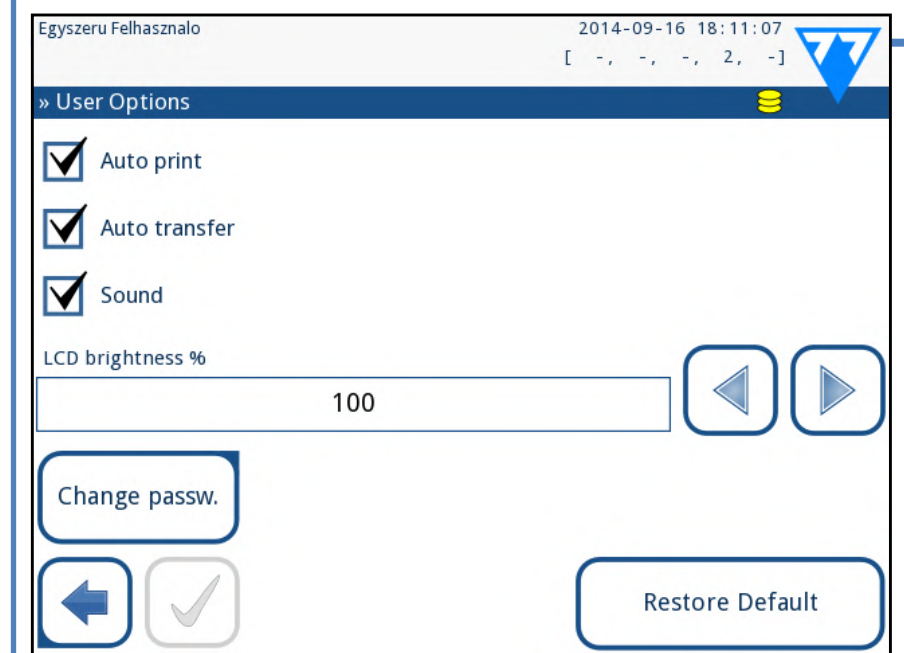 Egyszeru Felhasznalo
2014-09-16 18:11:07
[ -, -, -, 2, -]
» User Options
Auto print
Auto transfer
Sound
LCD brightness %
100
Change passw.
Restore Default